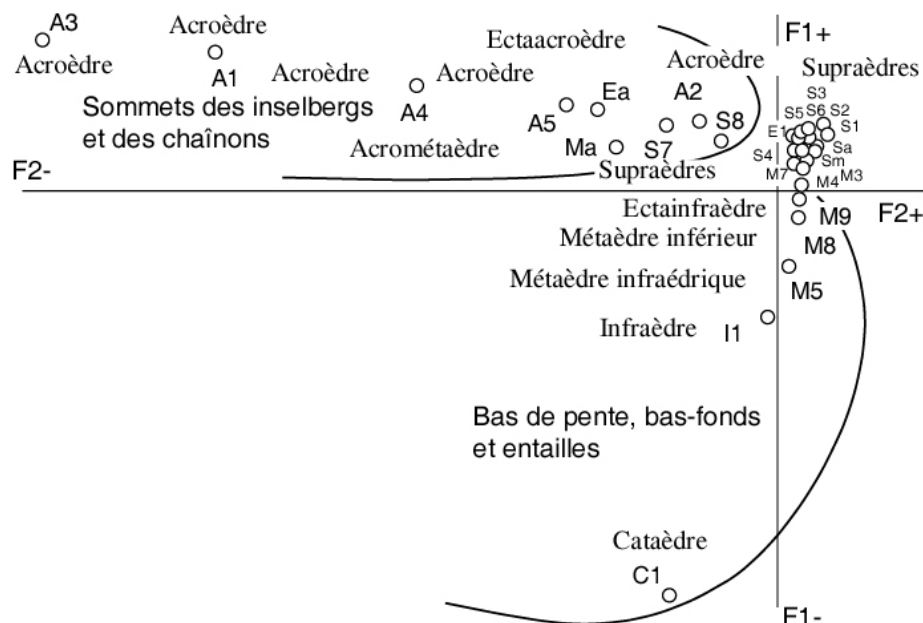 A3
Acroèdre
F1+
Acroèdre
A1
Ectaacroèdre
Acroèdre
Acroèdre
Acroèdre
Supraèdres
Sommets des inselbergs
et des chaînons
A4
A5
Ea
A2
S8
S3
S5
S6
S2
E1
S1
Acrométaèdre
Ma
S7
S4
Sa
Sm
Supraèdres
M7
M4
M3
F2-
Ectainfraèdre
M9
F2+
Métaèdre inférieur
M8
Métaèdre infraédrique
M5
Infraèdre
I1
Bas de pente, bas-fonds
et entailles
Cataèdre
C1
F1-